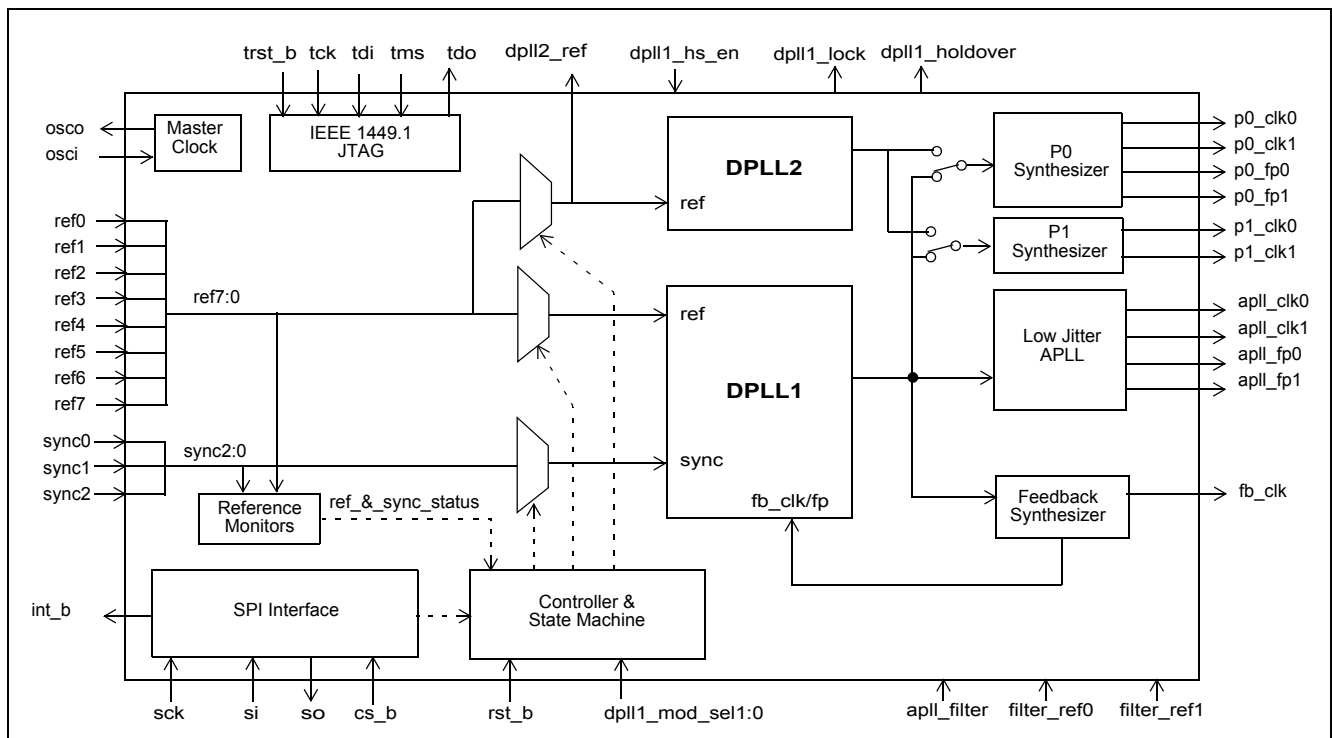 trst_b tck tdi tms tdo dpll2_ref dpll1_hs_en dpll1_lock dpll1_holdover
osco
osci
Master
Clock
IEEE 1449.1
JTAG
DPLL2
ref
P0
Synthesizer
p0_clk0
p0_clk1
p0_fp0
p0_fp1
P1
Synthesizer
p1_clk0
p1_clk1
ref0
ref1
ref2
ref3
ref4
ref5
ref6
ref7
ref7:0
ref
DPLL1
sync
fb_clk/fp
Low Jitter
APLL
apll_clk0
apll_clk1
apll_fp0
apll_fp1
sync0
sync1
sync2
sync2:0
Reference
Monitors
ref_&_sync_status
Feedback
Synthesizer
fb_clk
int_b
SPI Interface
Controller &
State Machine
sck si so cs_b rst_b dpll1_mod_sel1:0 apll_filter filter_ref0 filter_ref1